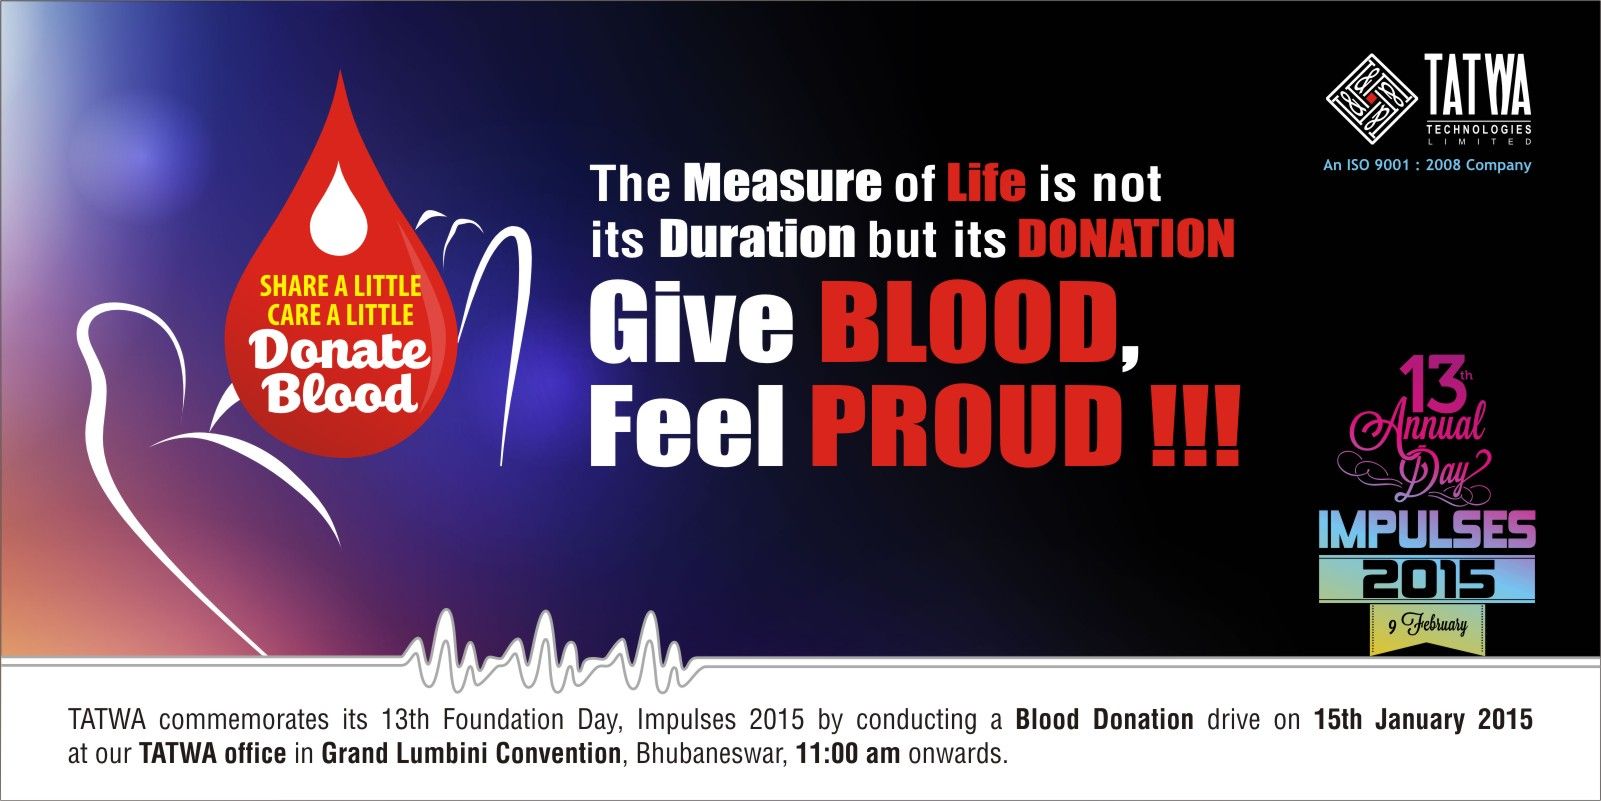 SHARE A LITTLE
CARE A LITTLE
Donate
Blood
The Measure of Life is not
its Duration but its DONATION
Give BLOOD,
Feel PROUD !!!
TATWA
TECHNOLOGIES
LIMITED
An ISO 9001 : 2008 Company
13th
Annual
Day
IMPULSES
2015
9 February
TATWA commemorates its 13th Foundation Day, Impulses 2015 by conducting a Blood Donation drive on 15th January 2015
at our TATWA office in Grand Lumbini Convention, Bhubaneswar, 11:00 am onwards.